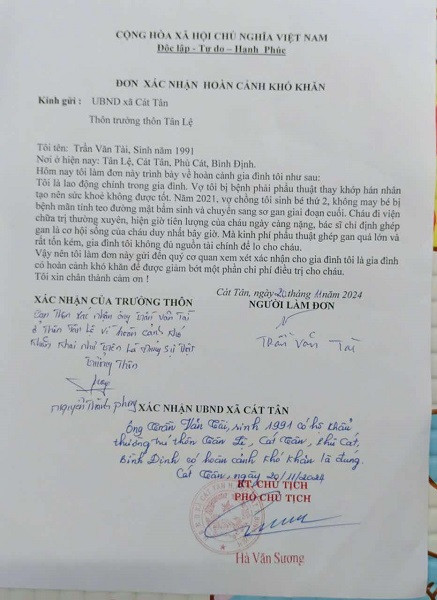 CỘNG HÒA XÃ HỘI CHỦ NGHĨA VIỆT NAM
Độc lập - Tự do – Hạnh Phúc
ĐƠN XÁC NHẬN HOÀN CẢNH KHÓ KHĂN
Kính gửi : UBND xã Cát Tân
Thôn trưởng thôn Tân Lệ
Tôi tên: Trần Văn Tài, Sinh năm 1991
Nơi ở hiện nay: Tân Lệ, Cát Tân, Phù Cát, Bình Định.
Hôm nay tôi làm đơn này trình bày về hoàn cảnh gia đình tôi như sau:
Tôi là lao động chính trong gia đình. Vợ tôi bị bệnh phải phẩu thuật thay khớp hán nhân
tạo nên sức khoẻ không được tốt. Năm 2021, vợ chồng tôi sinh bé thứ 2, không may bé bị
bệnh mãn tính teo đường mật bẩm sinh và chuyển sang sơ gan giai đoạn cuối. Cháu đi viện
chữa trị thường xuyên, hiện giờ tiên lượng của cháu ngày càng nặng, bác sĩ chỉ định ghép
gan là cơ hội sống của cháu duy nhất bây giờ. Mà kinh phí phẩu thuật ghép gan quá lớn và
rất tốn kém, gia đình tôi không đủ nguồn tài chính để lo cho cháu.
Vậy nên tôi làm đơn này gửi đến quý cơ quan xem xét xác nhận cho gia đình tôi là gia đình
có hoàn cảnh khó khăn để được giảm bớt một phần chi phí điều trị cho cháu.
Tôi xin chân thành cảm ơn !
Cát Tân, ngày 20 tháng 11 năm 2024
XÁC NHẬN CỦA TRƯỞNG THÔN NGƯỜI LÀM ĐƠN
Ban Thôn xác nhận ông Trần Văn Tài
ở Thôn Tân Lệ Vì hoàn cảnh khó
khăn khai như trên là đúng sự thật
Trưởng Thôn
Trần Văn Tài
Nguyễn Thành
XÁC NHẬN UBND XÃ CÁT TÂN
Ông Trần Văn Tài, sinh 1991 có hộ khẩu
thường trú thôn Tân Lệ, Cát Tân, Phù Cát,
Bình Định có hoàn cảnh khó khăn là đúng.
Cát Tân, ngày 20/11/2024
KT. CHỦ TỊCH
PHÓ CHỦ TỊCH
Hà Văn Sương